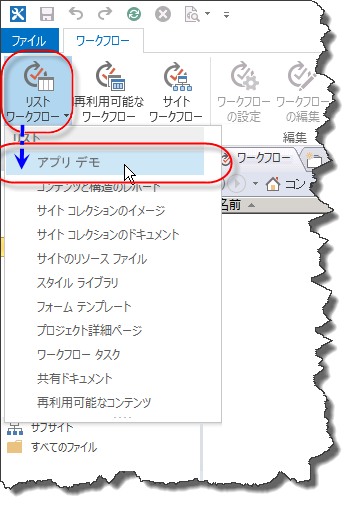 ファイル
ワークフロー
リスト
ワークフロー
再利用可能な
ワークフロー
サイト
ワークフロー
ワークフロー
の設定
ワークフロー
の編集
編集
リスト
アプリ デモ
コンテンツと構造のレポート
サイト コレクションのイメージ
サイト コレクションのドキュメント
サイトのリソース ファイル
スタイル ライブラリ
フォーム テンプレート
プロジェクト詳細ページ
ワークフロー タスク
共有ドキュメント
再利用可能なコンテンツ
ワークフロー
コン
名前
サブサイト
すべてのファイル